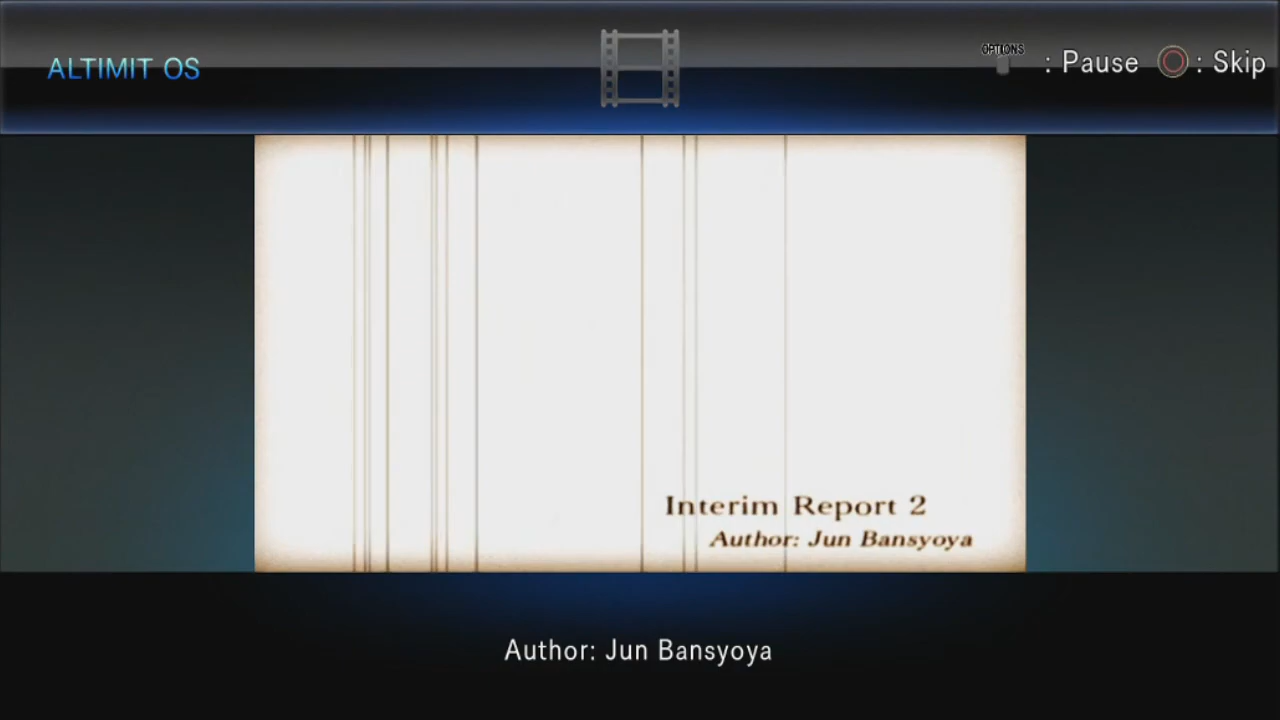 ALTIMIT OS
OPTIONS : Pause : Skip
Interim Report 2
Author: Jun Bansyoya
Author: Jun Bansyoya